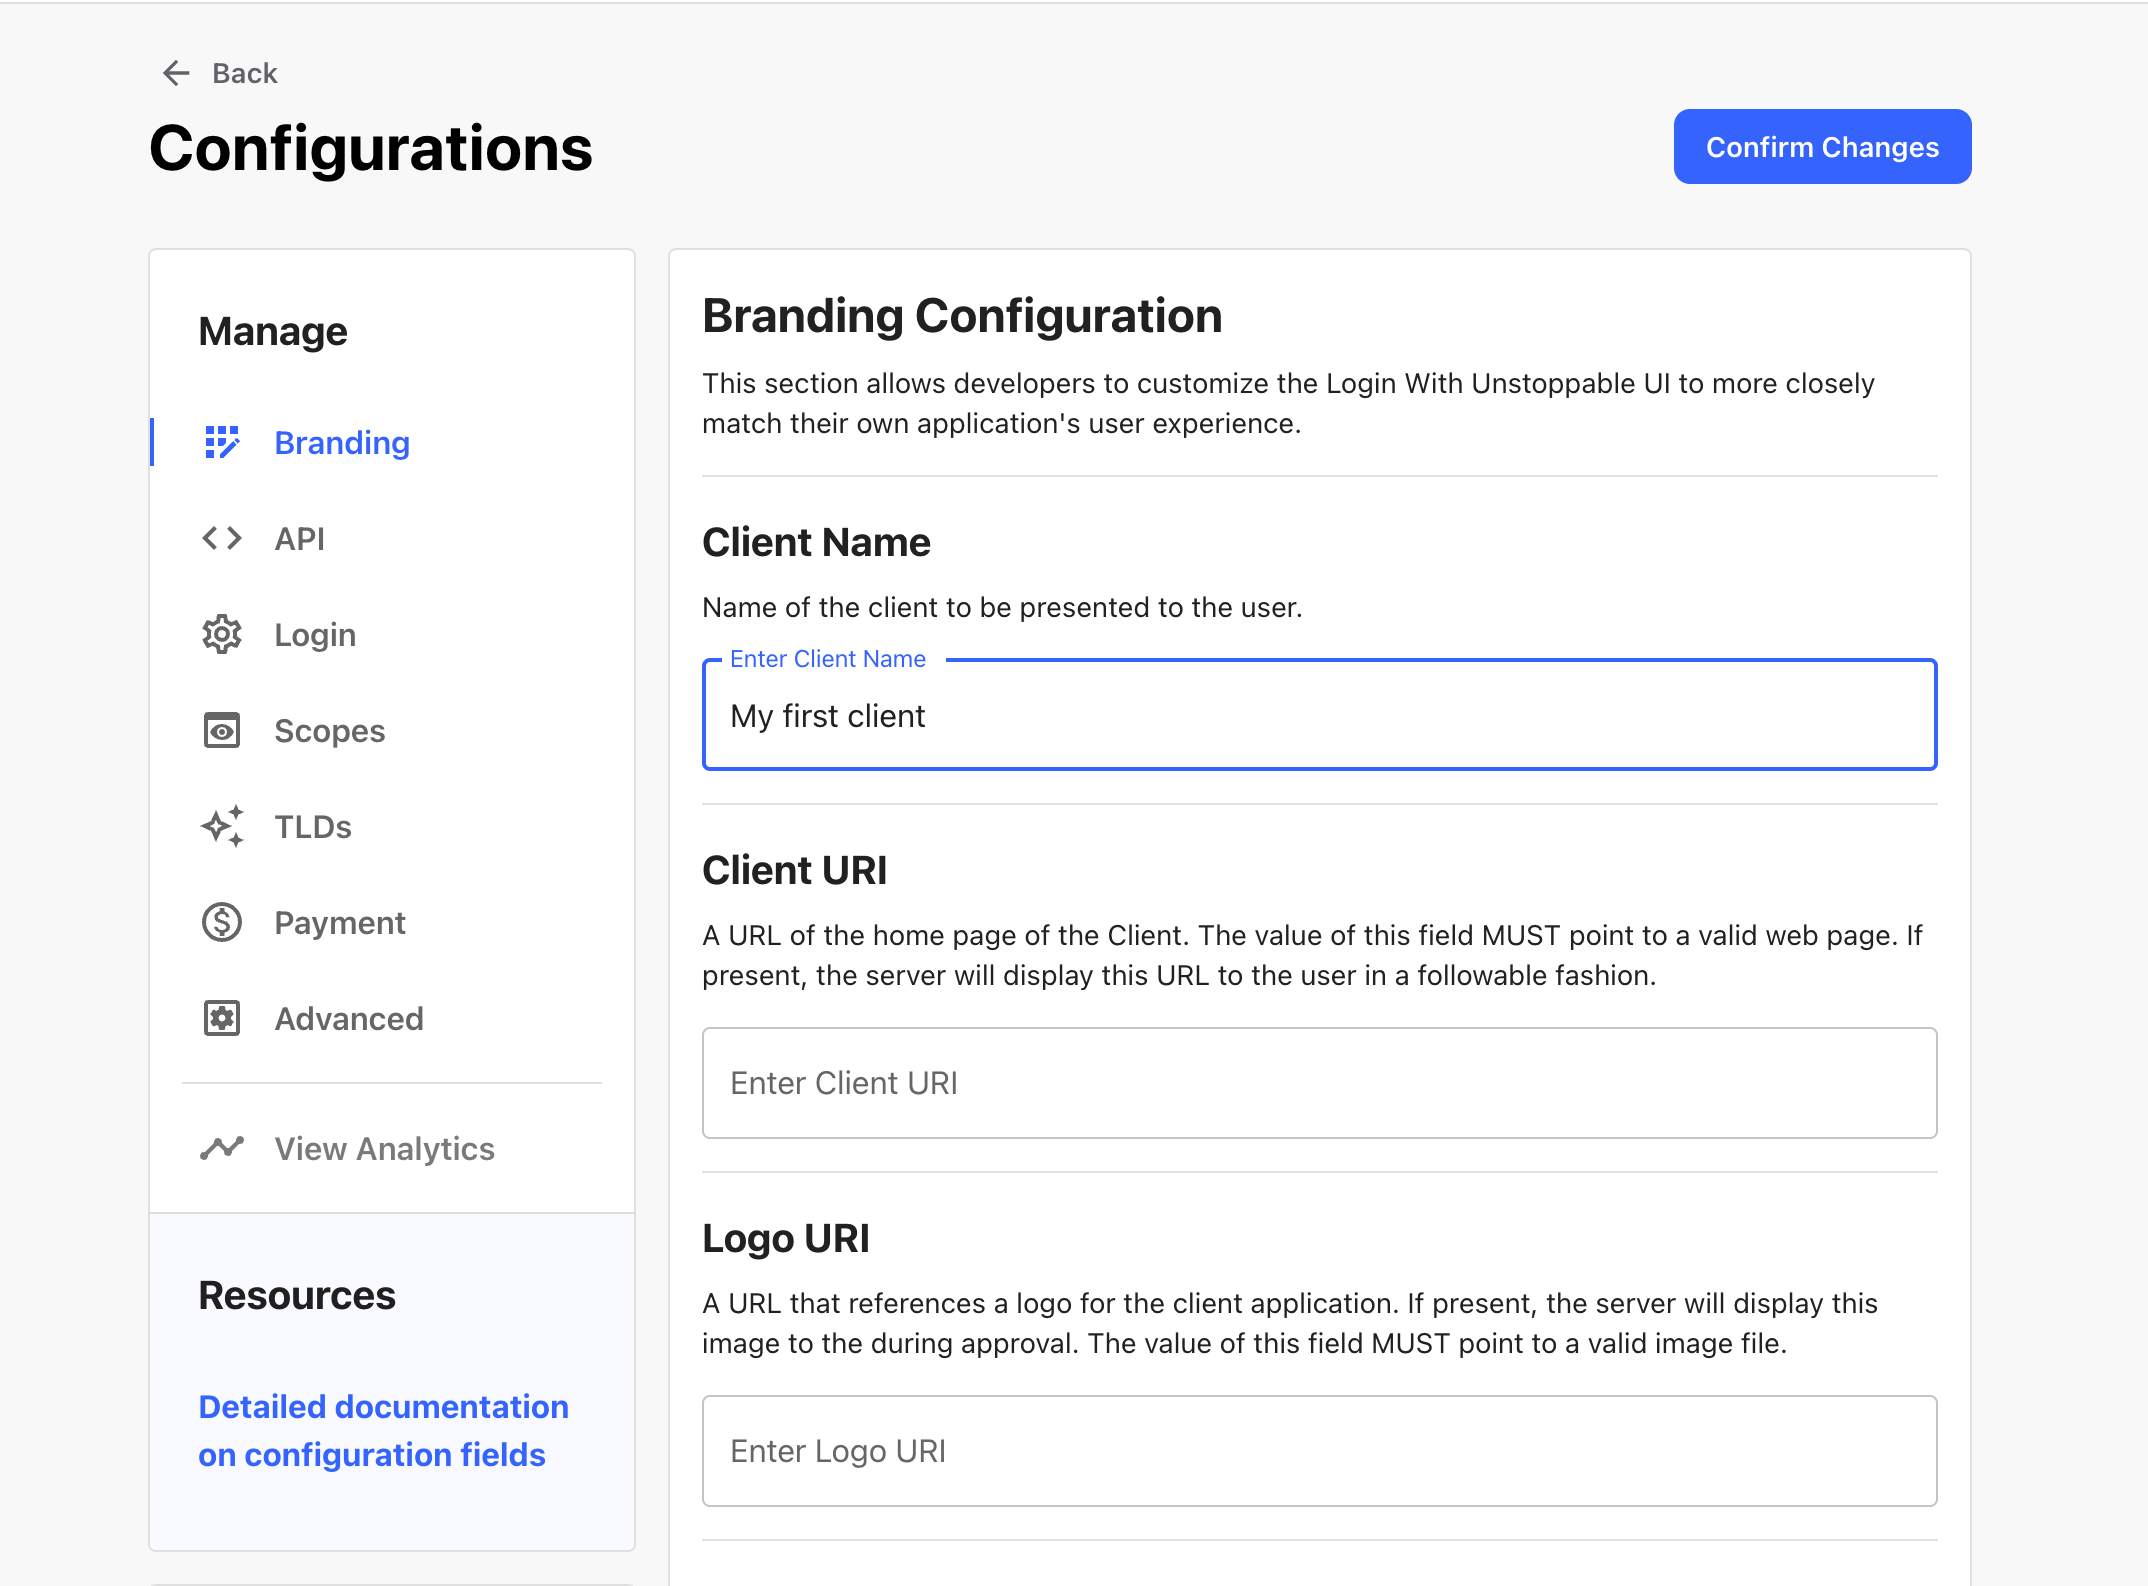 Back
Configurations
Confirm Changes
Manage
Branding
API
Login
Scopes
TLDs
Payment
Advanced
View Analytics
Resources
Detailed documentation
on configuration fields
Branding Configuration
This section allows developers to customize the Login With Unstoppable UI to more closely
match their own application's user experience.
Client Name
Name of the client to be presented to the user.
Enter Client Name
My first client
Client URI
A URL of the home page of the Client. The value of this field MUST point to a valid web page. If
present, the server will display this URL to the user in a followable fashion.
Enter Client URI
Logo URI
A URL that references a logo for the client application. If present, the server will display this
image to the during approval. The value of this field MUST point to a valid image file.
Enter Logo URI